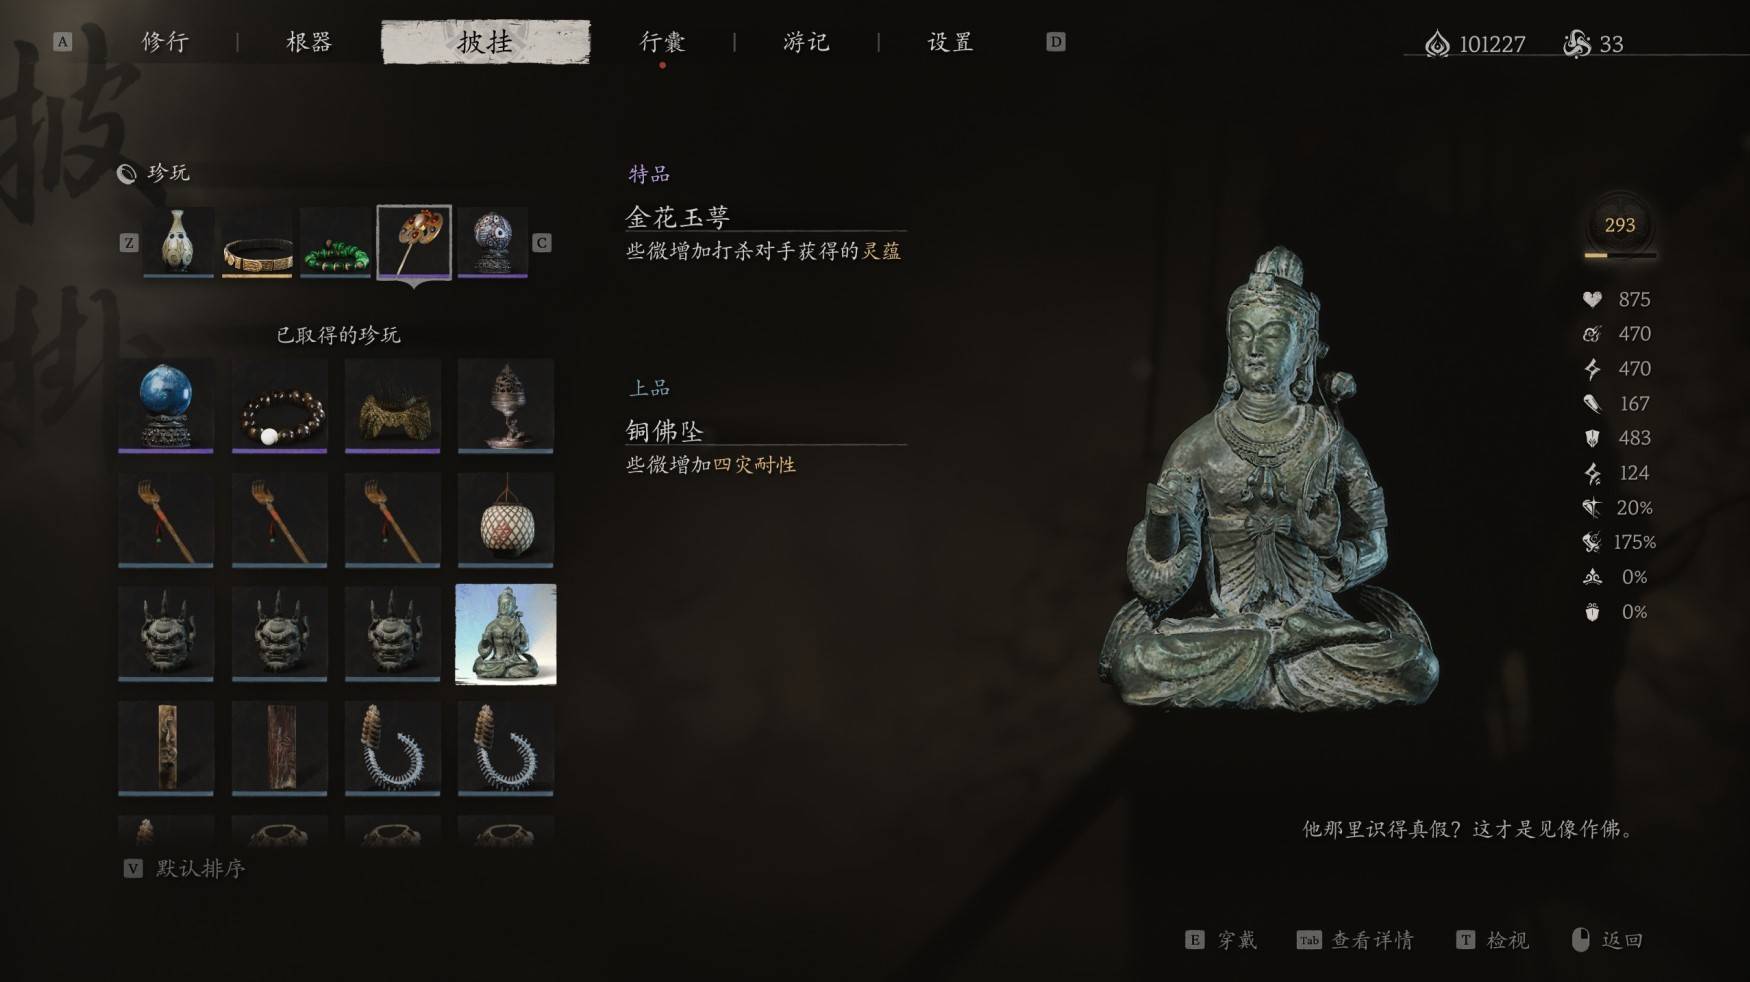 A 修行 | 根器 披挂 行囊 | 游记 | 设置 D 101227 33
披挂
珍玩
Z C
已取得的珍玩
V 默认排序
特品
金花玉萼
些微增加打杀对手获得的灵蕴
上品
铜佛坠
些微增加四灾耐性
293
875
470
470
167
483
124
20%
175%
0%
0%
他那里识得真假？这才是见像作佛。
E 穿戴 Tab 查看详情 T 检视 返回